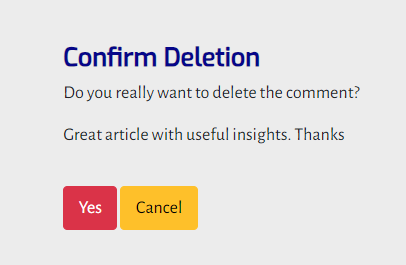 Confirm Deletion
Do you really want to delete the comment?
Great article with useful insights. Thanks
Yes Cancel